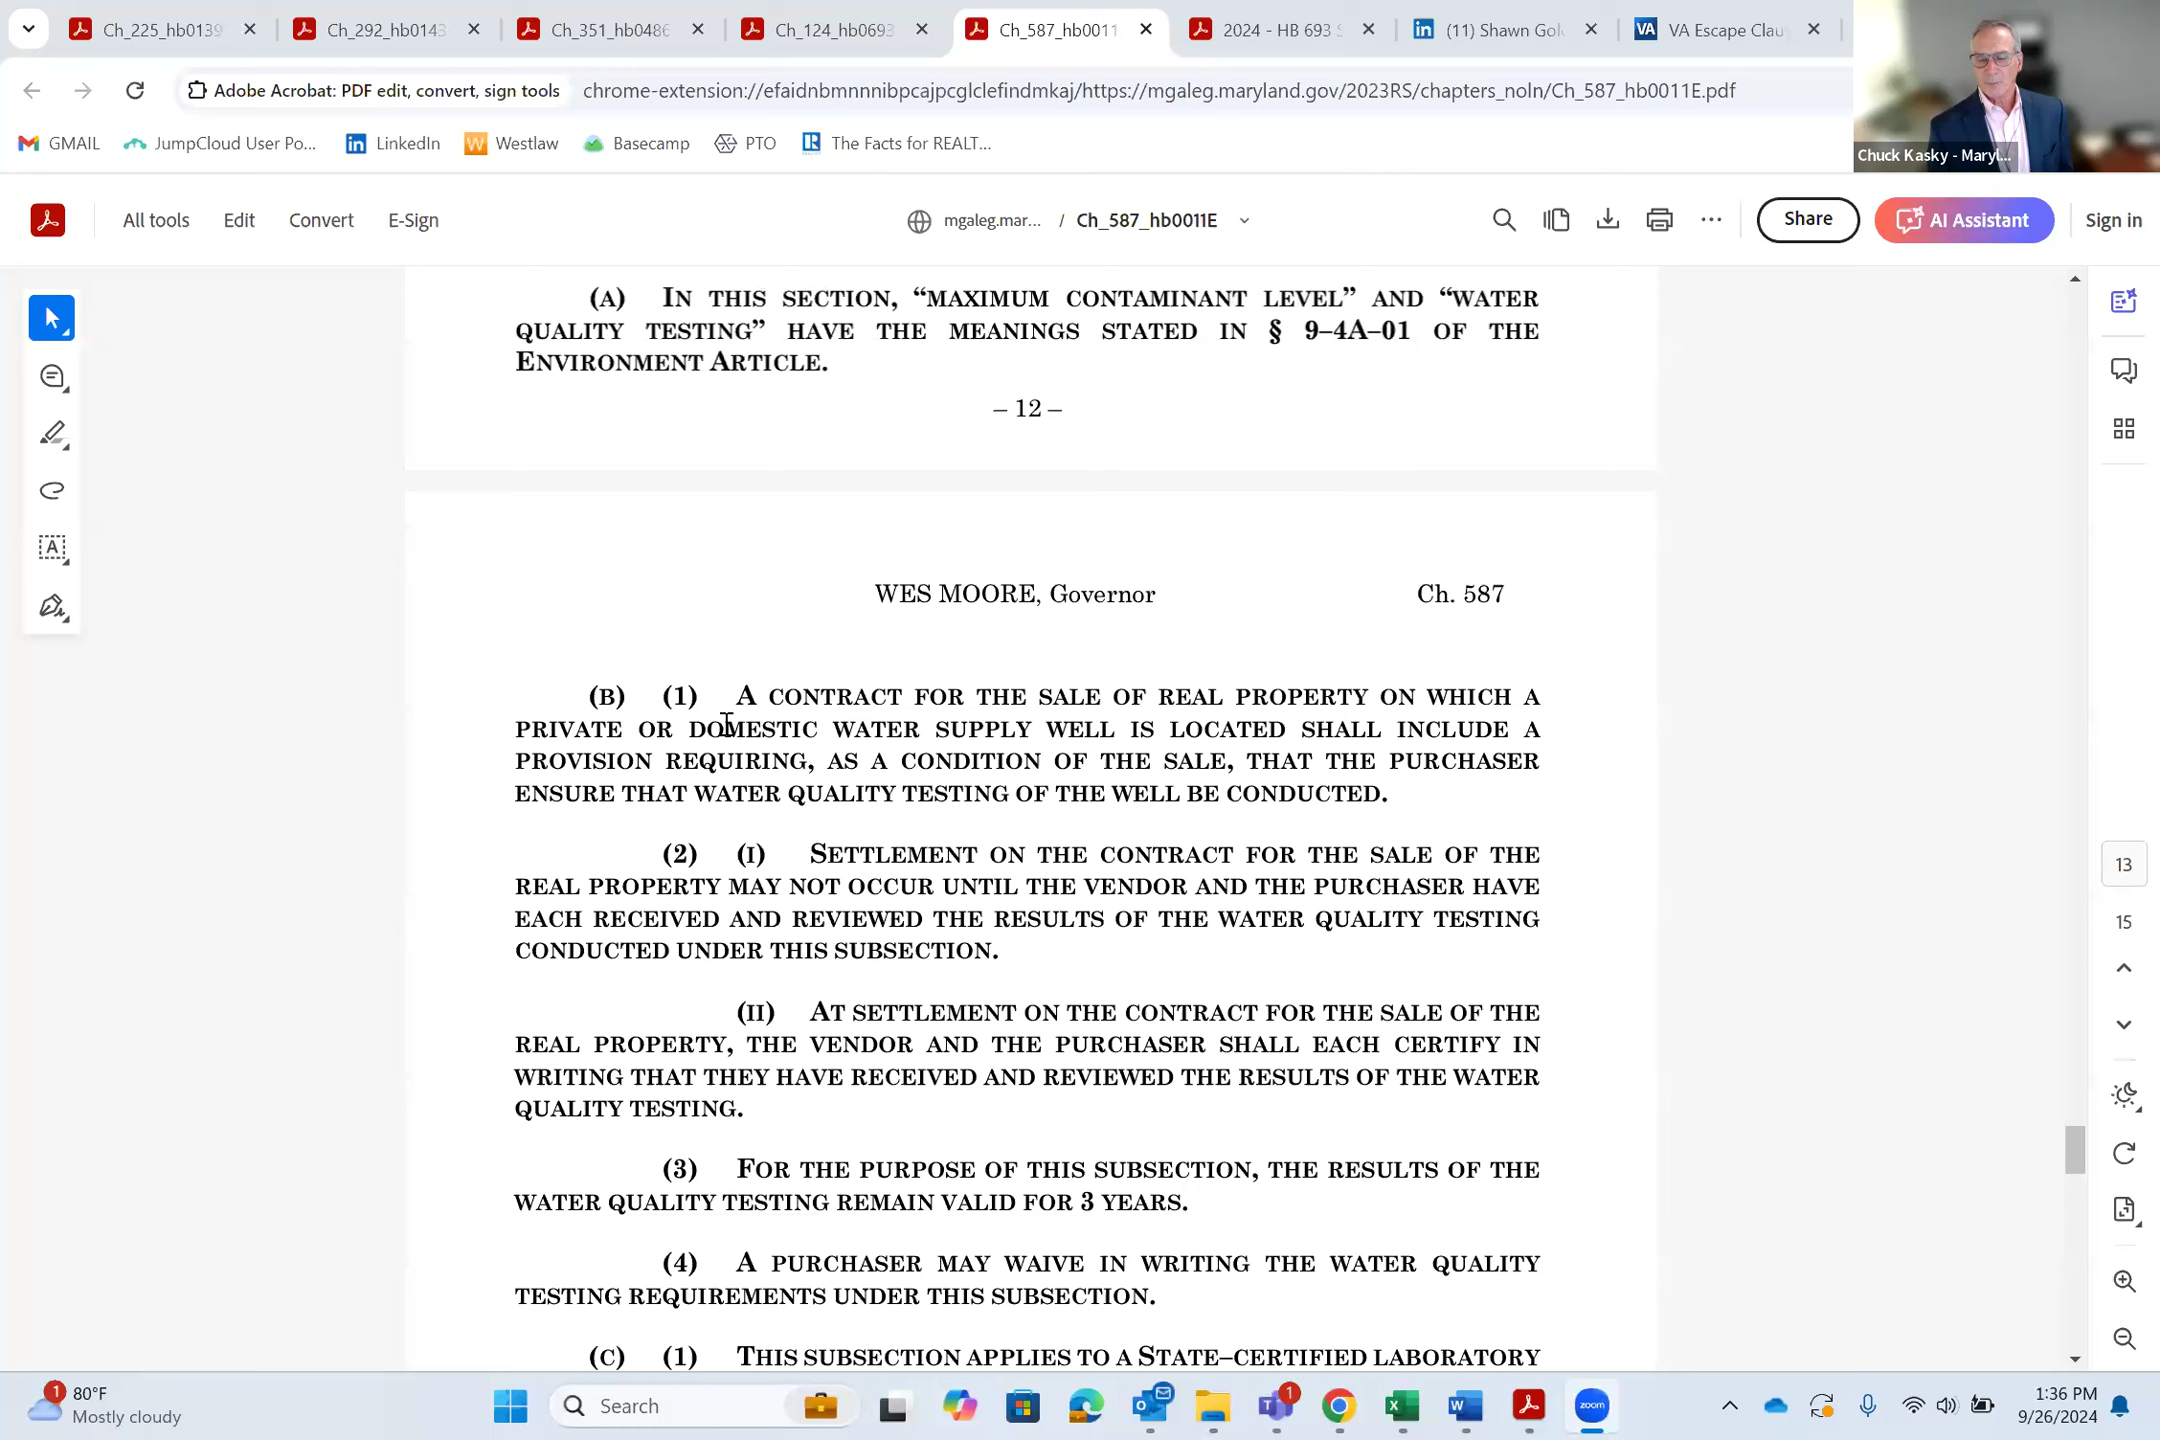 Ch_225_hb0139
Ch_292_hb0143
Ch_351_hb0486
Ch_124_hb0693
Ch_587_hb0011
2024 - HB 693 S
(11) Shawn Gol
VA Escape Clau
Adobe Acrobat: PDF edit, convert, sign tools
chrome-extension://efaidnbmnnnibpcajpcglclefindmkaj/https://mgaleg.maryland.gov/2023RS/chapters_noln/Ch_587_hb0011E.pdf
Chuck Kasky - Maryl...
GMAIL
JumpCloud User Po...
LinkedIn
Westlaw
Basecamp
PTO
The Facts for REALT...
All tools
Edit
Convert
E-Sign
mgaleg.mar... / Ch_587_hb0011E
Share
AI Assistant
Sign in
(A) IN THIS SECTION, “MAXIMUM CONTAMINANT LEVEL” AND “WATER
QUALITY TESTING” HAVE THE MEANINGS STATED IN § 9–4A–01 OF THE
ENVIRONMENT ARTICLE.
– 12 –
WES MOORE, Governor
Ch. 587
(B) (1) A CONTRACT FOR THE SALE OF REAL PROPERTY ON WHICH A
PRIVATE OR DOMESTIC WATER SUPPLY WELL IS LOCATED SHALL INCLUDE A
PROVISION REQUIRING, AS A CONDITION OF THE SALE, THAT THE PURCHASER
ENSURE THAT WATER QUALITY TESTING OF THE WELL BE CONDUCTED.
(2) (I) SETTLEMENT ON THE CONTRACT FOR THE SALE OF THE
REAL PROPERTY MAY NOT OCCUR UNTIL THE VENDOR AND THE PURCHASER HAVE
EACH RECEIVED AND REVIEWED THE RESULTS OF THE WATER QUALITY TESTING
CONDUCTED UNDER THIS SUBSECTION.
(II) AT SETTLEMENT ON THE CONTRACT FOR THE SALE OF THE
REAL PROPERTY, THE VENDOR AND THE PURCHASER SHALL EACH CERTIFY IN
WRITING THAT THEY HAVE RECEIVED AND REVIEWED THE RESULTS OF THE WATER
QUALITY TESTING.
(3) FOR THE PURPOSE OF THIS SUBSECTION, THE RESULTS OF THE
WATER QUALITY TESTING REMAIN VALID FOR 3 YEARS.
(4) A PURCHASER MAY WAIVE IN WRITING THE WATER QUALITY
TESTING REQUIREMENTS UNDER THIS SUBSECTION.
(C) (1) THIS SUBSECTION APPLIES TO A STATE–CERTIFIED LABORATORY
13
15
1
80°F
Mostly cloudy
Search
1
zoom
1:36 PM
9/26/2024